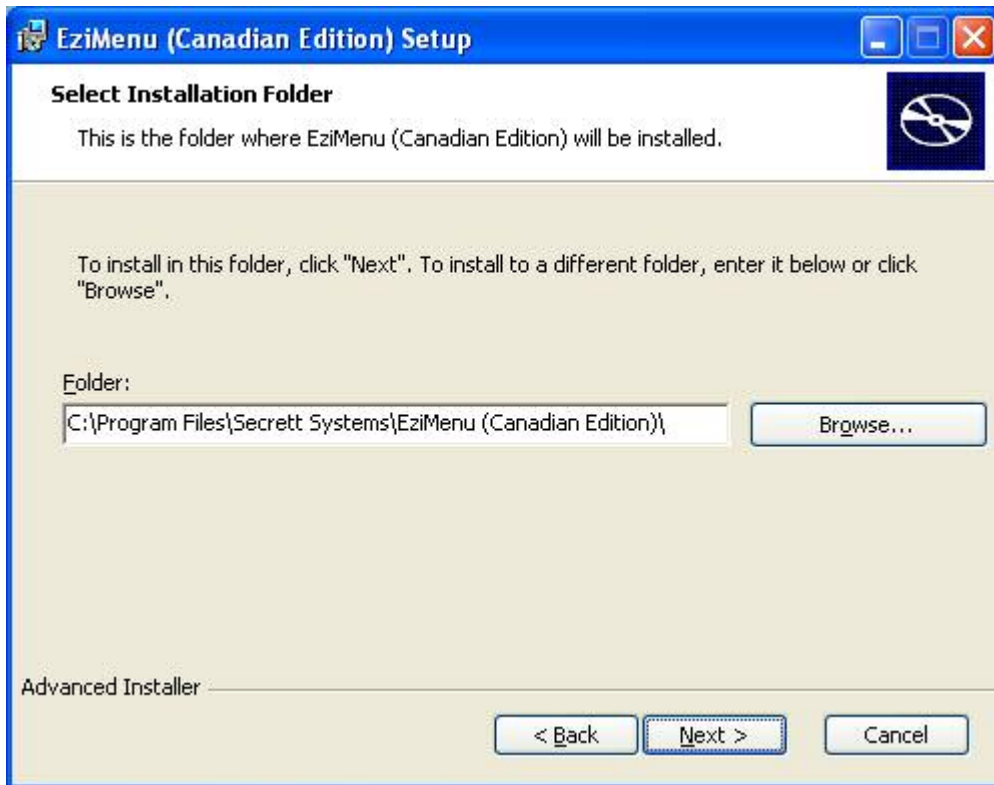 EziMenu (Canadian Edition) Setup
Select Installation Folder
This is the folder where EziMenu (Canadian Edition) will be installed.
To install in this folder, click "Next". To install to a different folder, enter it below or click
"Browse".
Folder:
C:\Program Files\Secrett Systems\EziMenu (Canadian Edition)\
Browse...
Advanced Installer
< Back
Next >
Cancel